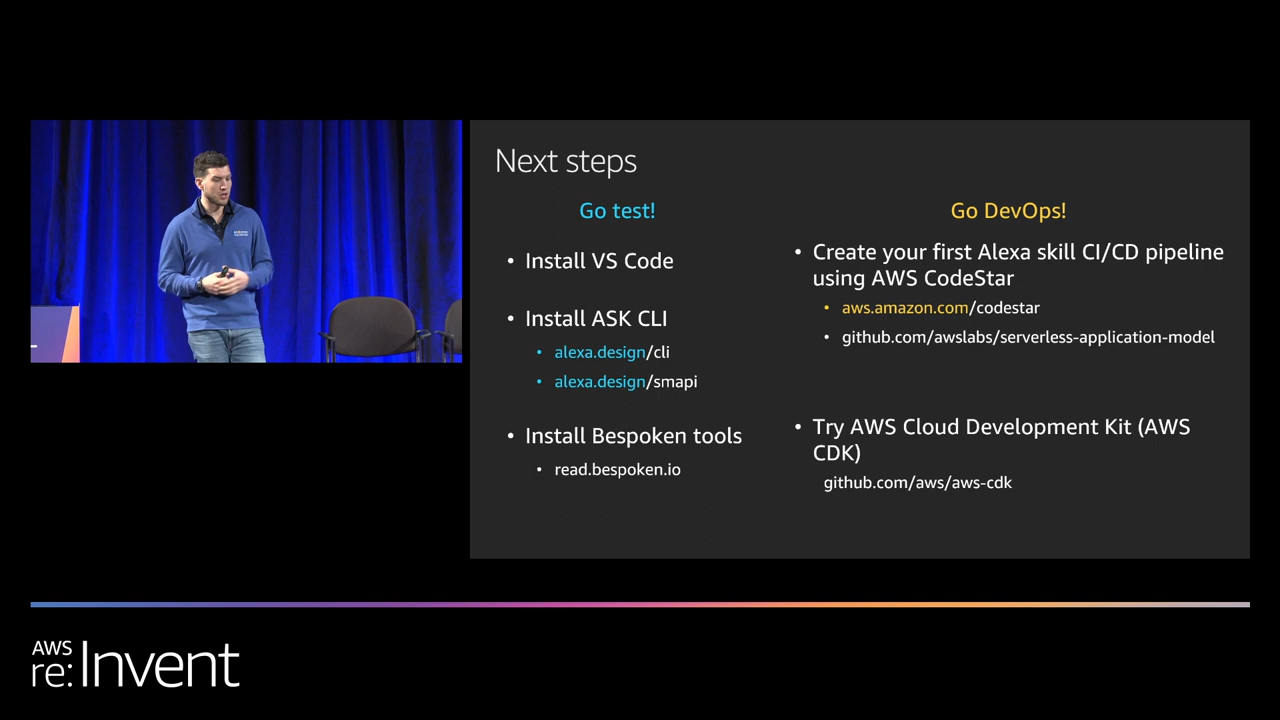 Next steps
Go test!
• Install VS Code
• Install ASK CLI
• alexa.design/cli
• alexa.design/smapi
• Install Bespoken tools
• read.bespoken.io
Go DevOps!
• Create your first Alexa skill CI/CD pipeline
using AWS CodeStar
• aws.amazon.com/codestar
• github.com/awslabs/serverless-application-model
• Try AWS Cloud Development Kit (AWS
CDK)
github.com/aws/aws-cdk
AWS
re:Invent